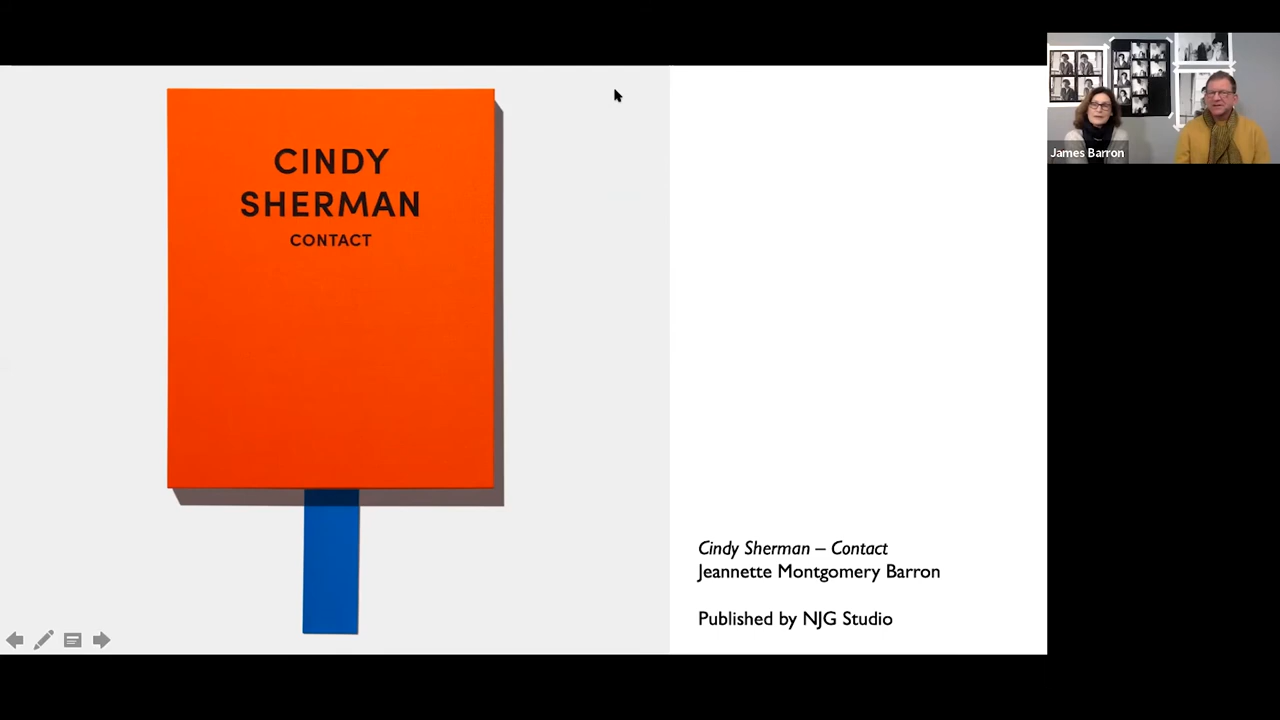 CINDY
SHERMAN
CONTACT
James Barron
Cindy Sherman – Contact
Jeannette Montgomery Barron
Published by NJG Studio